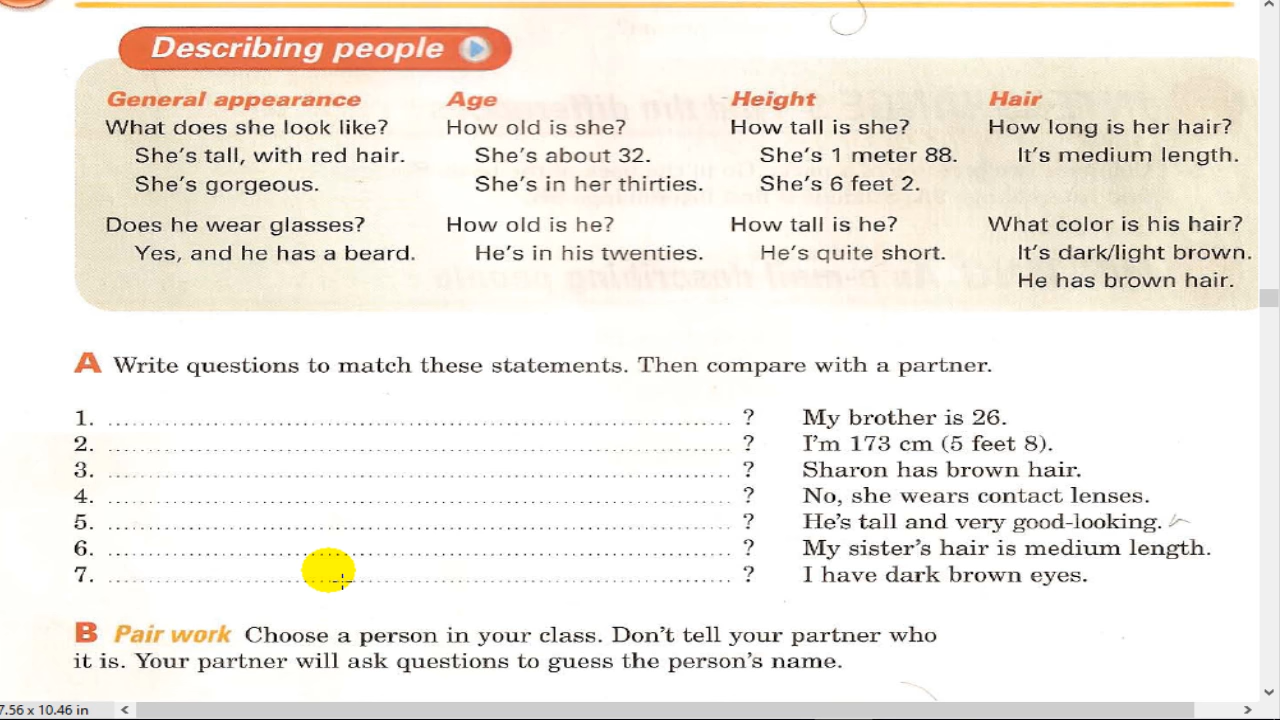 Describing people
General appearance
What does she look like?
She's tall, with red hair.
She's gorgeous.
Does he wear glasses?
Yes, and he has a beard.
Age
How old is she?
She's about 32.
She's in her thirties.
How old is he?
He's in his twenties.
Height
How tall is she?
She's 1 meter 88.
She's 6 feet 2.
How tall is he?
He's quite short.
Hair
How long is her hair?
It's medium length.
What color is his hair?
It's dark/light brown.
He has brown hair.
A Write questions to match these statements. Then compare with a partner.
1. ........................................ ? My brother is 26.
2. ........................................ ? I'm 173 cm (5 feet 8).
3. ........................................ ? Sharon has brown hair.
4. ........................................ ? No, she wears contact lenses.
5. ........................................ ? He's tall and very good-looking.
6. ........................................ ? My sister's hair is medium length.
7. ........................................ ? I have dark brown eyes.
B Pair work Choose a person in your class. Don't tell your partner who
it is. Your partner will ask questions to guess the person's name.
7.56 x 10.46 in